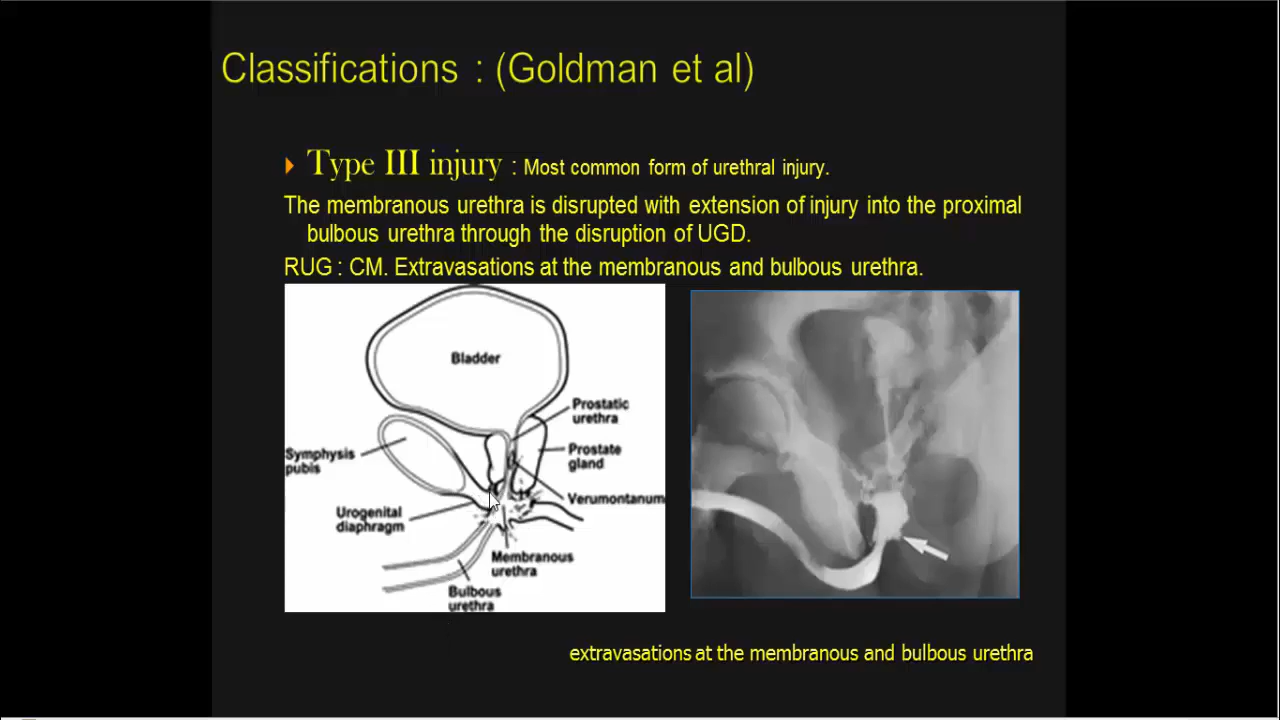 Classifications : (Goldman et al)
Type III injury : Most common form of urethral injury.
The membranous urethra is disrupted with extension of injury into the proximal
bulbous urethra through the disruption of UGD.
RUG : CM. Extravasations at the membranous and bulbous urethra.
Bladder
Prostatic
urethra
Symphysis
pubis
Prostate
gland
Verumontanum
Urogenital
diaphragm
Membranous
urethra
Bulbous
urethra
extravasations at the membranous and bulbous urethra